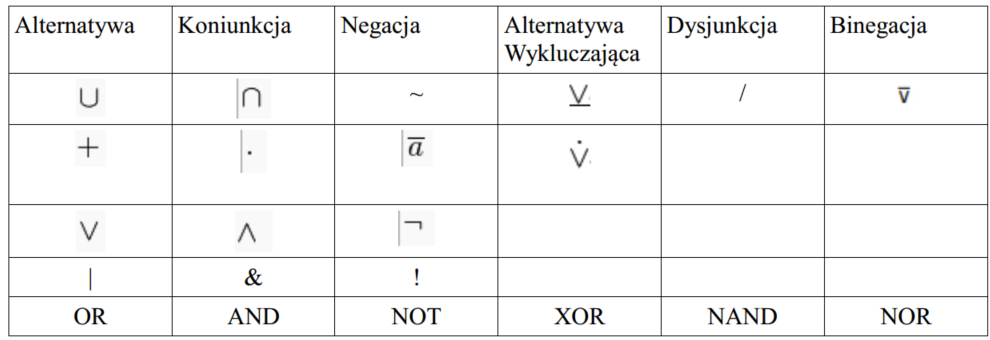 Alternatywa Koniunkcja Negacja Alternatywa Wykluczająca Dysjunkcja Binegacja
∪ ∩ ~ ⊻ / ⊽
+ · a̅ V̇
∨ ∧ ¬
| & !
OR AND NOT XOR NAND NOR